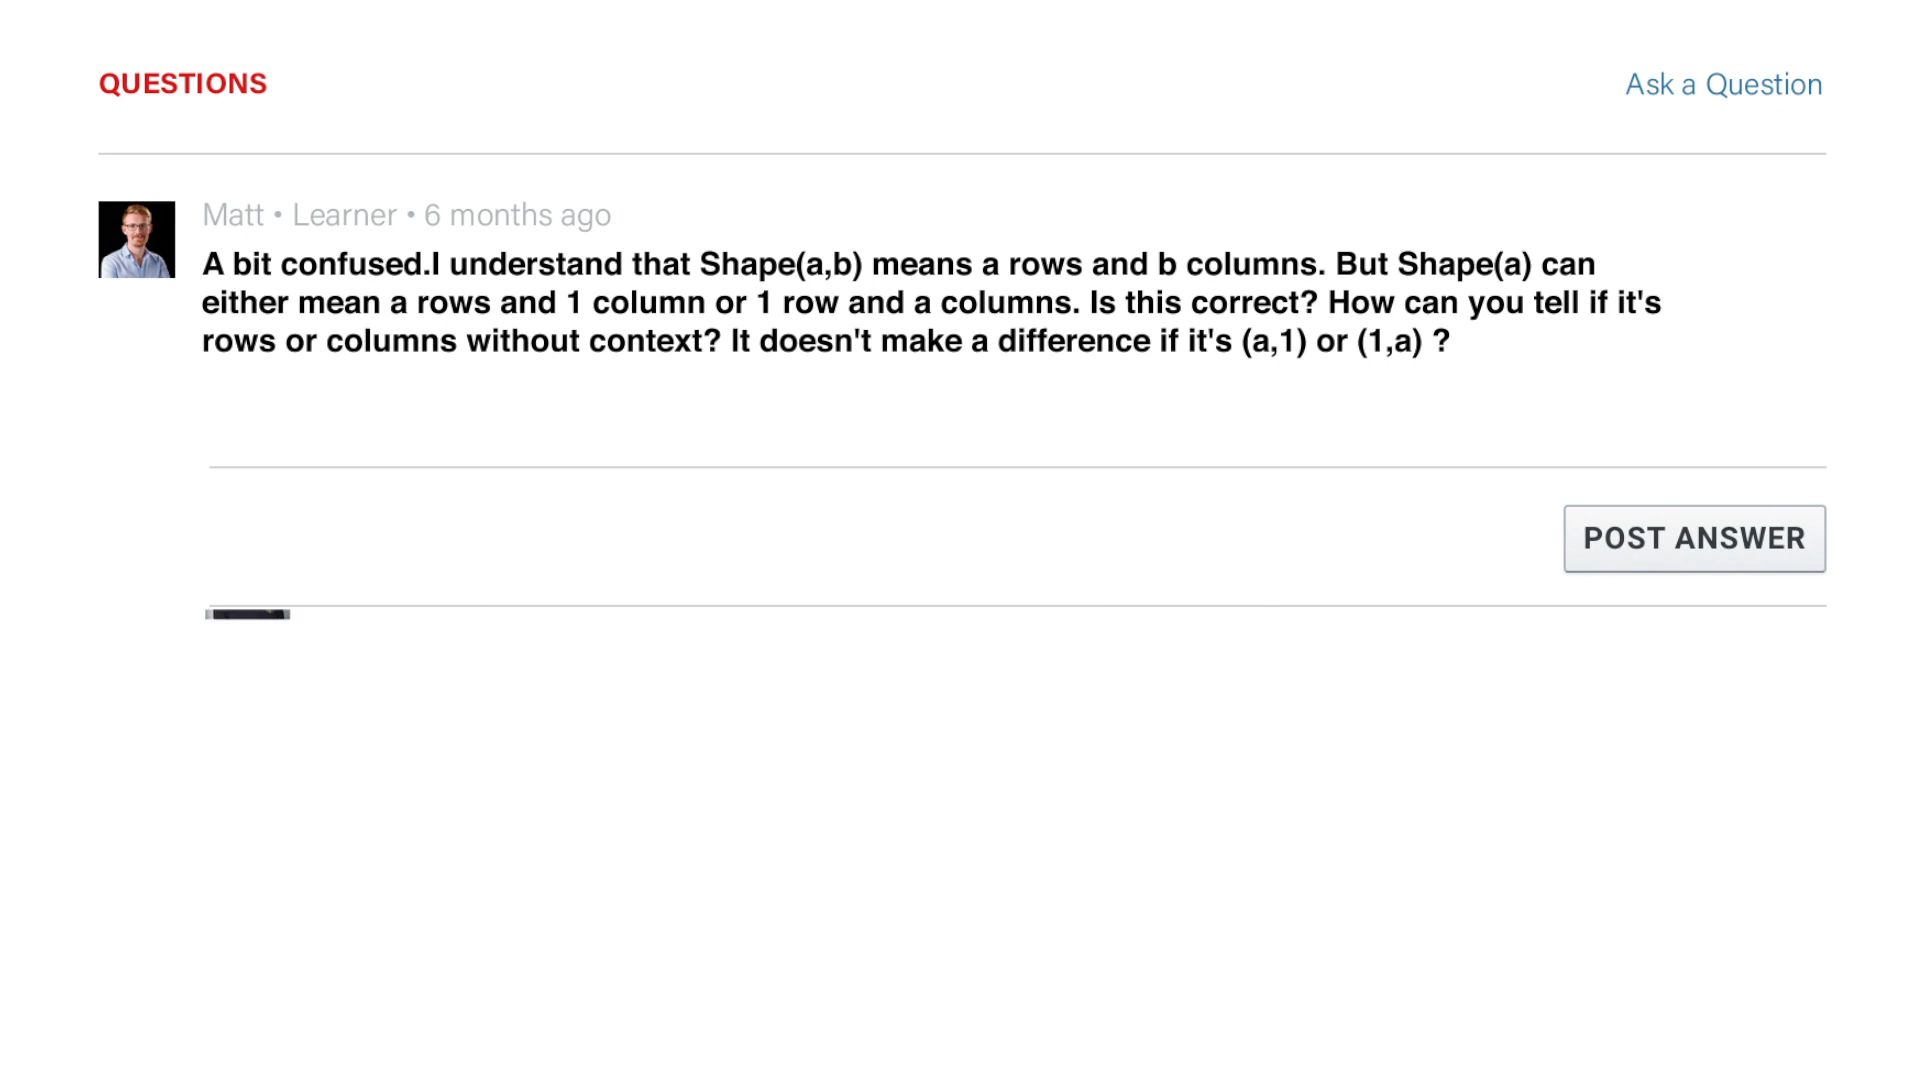 QUESTIONS
Ask a Question
Matt • Learner • 6 months ago
A bit confused.I understand that Shape(a,b) means a rows and b columns. But Shape(a) can
either mean a rows and 1 column or 1 row and a columns. Is this correct? How can you tell if it's
rows or columns without context? It doesn't make a difference if it's (a,1) or (1,a) ?
POST ANSWER